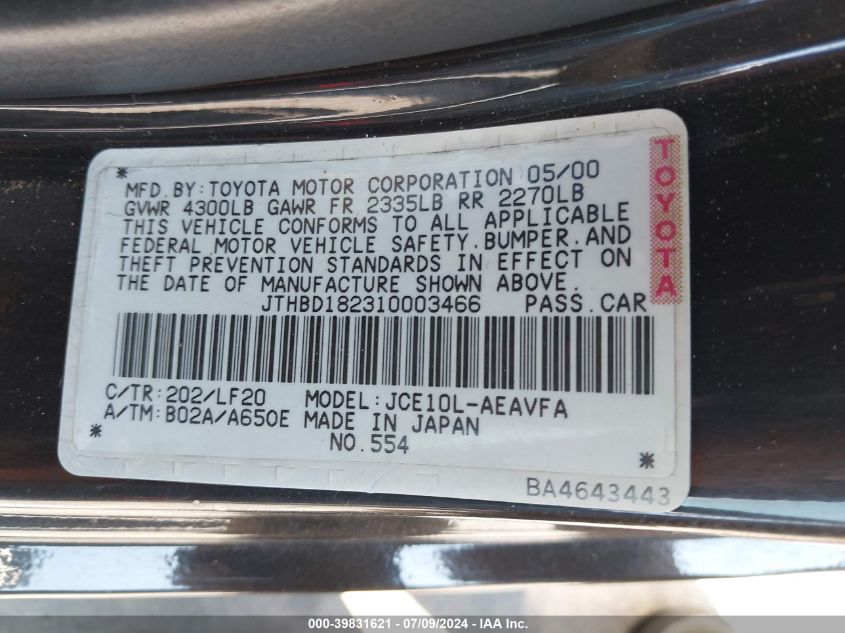 * MFD. BY: TOYOTA MOTOR CORPORATION 05/00
GVWR 4300LB GAWR FR 2335LB RR 2270LB
THIS VEHICLE CONFORMS TO ALL APPLICABLE
FEDERAL MOTOR VEHICLE SAFETY, BUMPER, AND
THEFT PREVENTION STANDARDS IN EFFECT ON
THE DATE OF MANUFACTURE SHOWN ABOVE.
JTHBD182310003466 PASS. CAR
TOYOTA
C/TR: 202/LF20 MODEL: JCE10L-AEAVFA
A/TM: B02A/A650E MADE IN JAPAN
* NO. 554 *
BA4643443
000-39831621 - 07/09/2024 - IAA Inc.